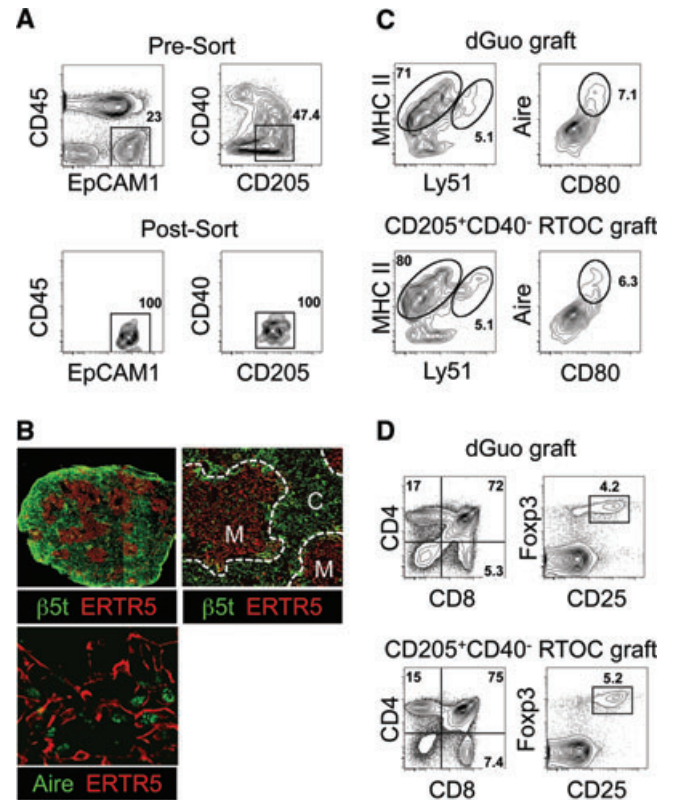 A
Pre-Sort
CD45
23
EpCAM1
CD40
47.4
CD205
Post-Sort
CD45
100
EpCAM1
CD40
100
CD205
B
β5t ERTR5
C
M
M
β5t ERTR5
Aire ERTR5
C
dGuo graft
MHC II
71
5.1
Ly51
Aire
7.1
CD80
CD205⁺CD40⁻ RTOC graft
MHC II
80
5.1
Ly51
Aire
6.3
CD80
D
dGuo graft
CD4
17 72
5.3
CD8
Foxp3
4.2
CD25
CD205⁺CD40⁻ RTOC graft
CD4
15 75
7.4
CD8
Foxp3
5.2
CD25